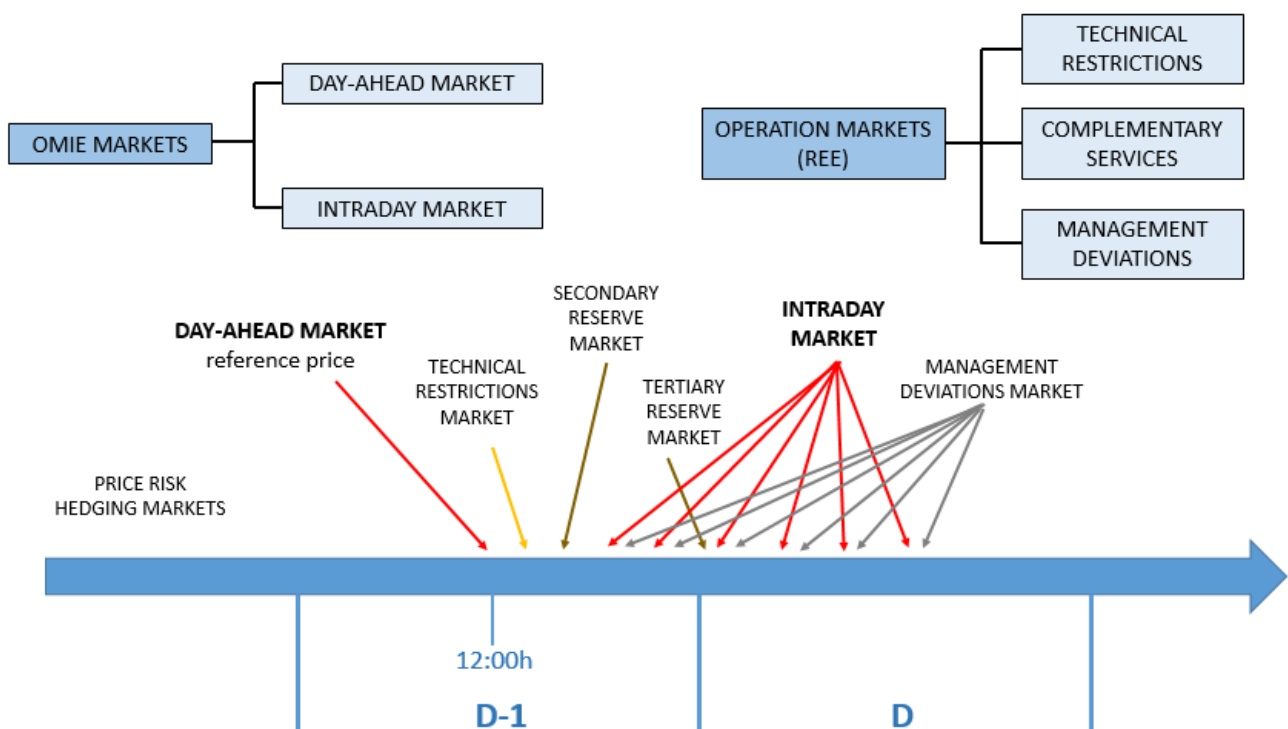 OMIE MARKETS
DAY-AHEAD MARKET
INTRADAY MARKET
OPERATION MARKETS
(REE)
TECHNICAL
RESTRICTIONS
COMPLEMENTARY
SERVICES
MANAGEMENT
DEVIATIONS
PRICE RISK
HEDGING MARKETS
DAY-AHEAD MARKET
reference price
TECHNICAL
RESTRICTIONS
MARKET
SECONDARY
RESERVE
MARKET
TERTIARY
RESERVE
MARKET
INTRADAY
MARKET
MANAGEMENT
DEVIATIONS MARKET
12:00h
D-1
D